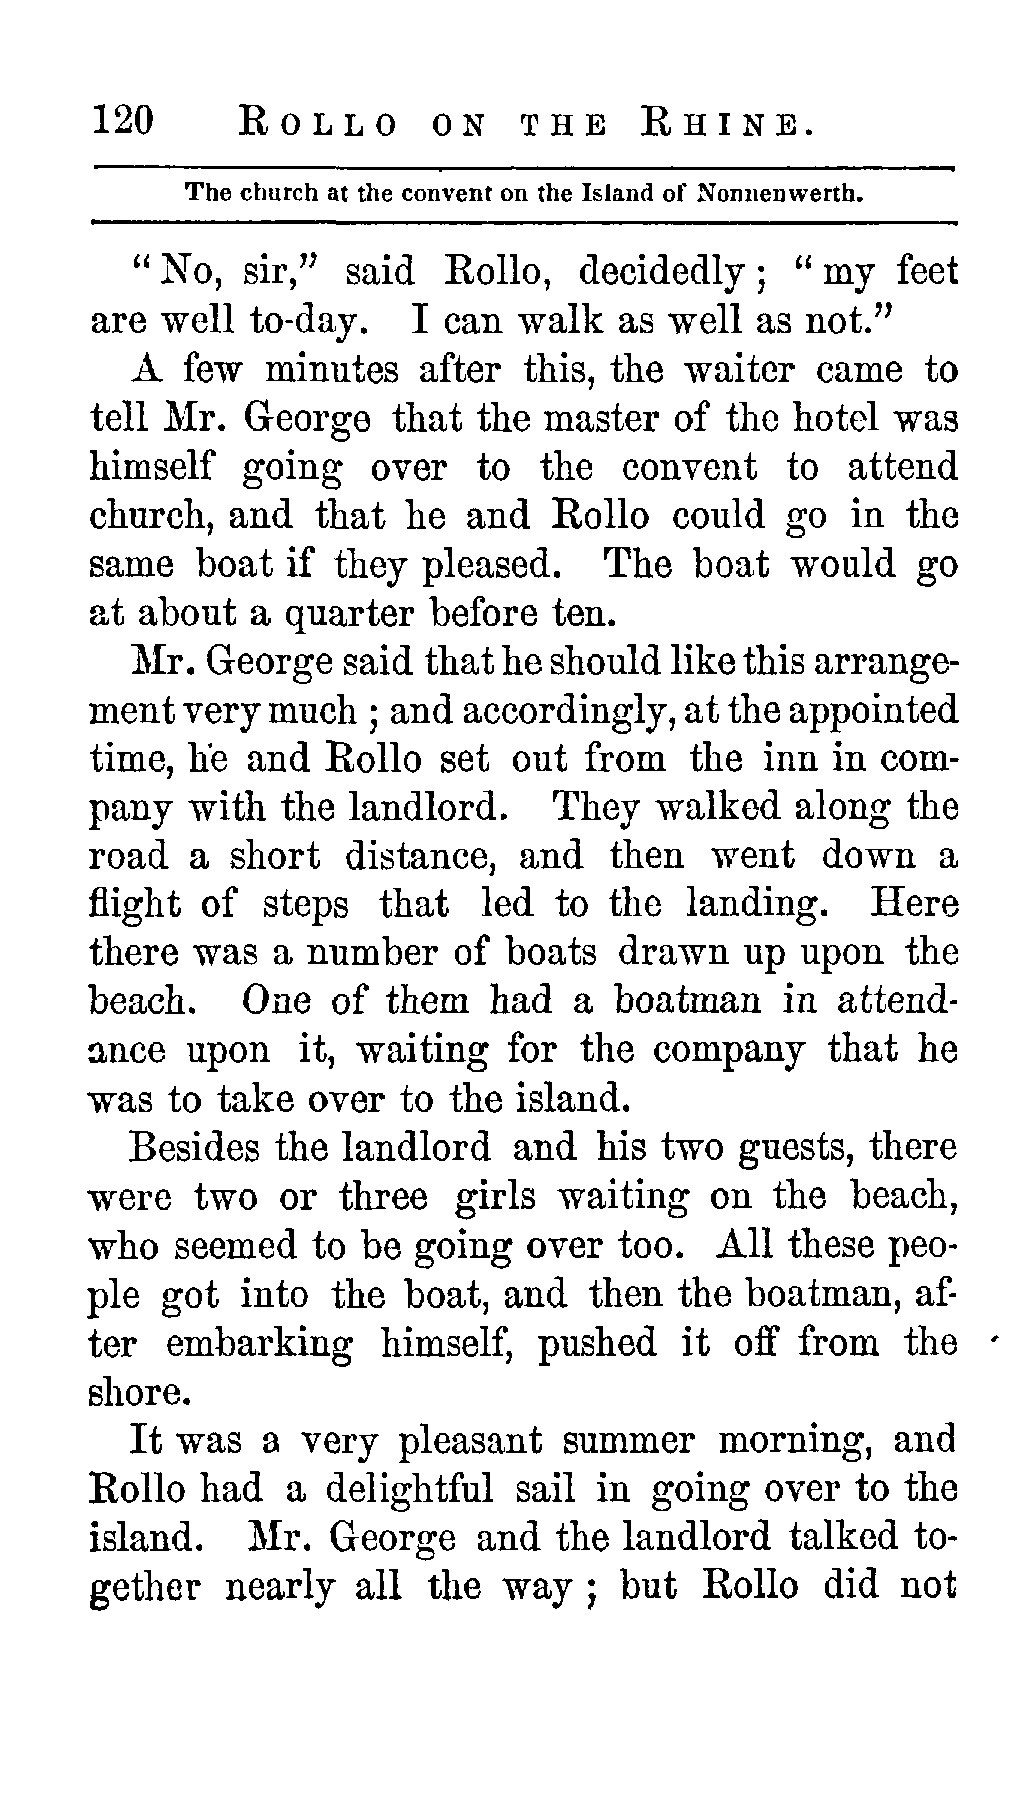 120 ROLLO ON THE RHINE.
The church at the convent on the Island of Nonnenwerth.
"No, sir," said Rollo, decidedly; "my feet
are well to-day. I can walk as well as not."
A few minutes after this, the waiter came to
tell Mr. George that the master of the hotel was
himself going over to the convent to attend
church, and that he and Rollo could go in the
same boat if they pleased. The boat would go
at about a quarter before ten.
Mr. George said that he should like this arrange-
ment very much; and accordingly, at the appointed
time, he and Rollo set out from the inn in com-
pany with the landlord. They walked along the
road a short distance, and then went down a
flight of steps that led to the landing. Here
there was a number of boats drawn up upon the
beach. One of them had a boatman in attend-
ance upon it, waiting for the company that he
was to take over to the island.
Besides the landlord and his two guests, there
were two or three girls waiting on the beach,
who seemed to be going over too. All these peo-
ple got into the boat, and then the boatman, af-
ter embarking himself, pushed it off from the
shore.
It was a very pleasant summer morning, and
Rollo had a delightful sail in going over to the
island. Mr. George and the landlord talked to-
gether nearly all the way; but Rollo did not